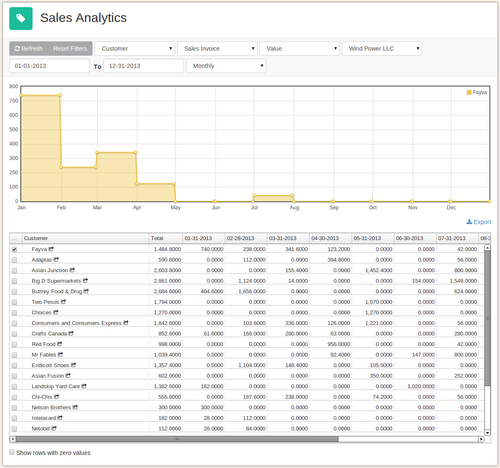 Sales Analytics
Refresh Reset Filters Customer Sales Invoice Value Wind Power LLC
01-01-2013 To 12-31-2013 Monthly
800
700
600
500
400
300
200
100
0
Fayva
Jan Feb Mar Apr May Jun Jul Aug Sep Oct Nov Dec
Export
... Customer Total 01-31-2013 02-28-2013 03-31-2013 04-30-2013 05-31-2013 06-30-2013 07-31-2013 08-3
Fayva 1,484.8000 740.0000 238.0000 341.6000 123.2000 0.0000 0.0000 42.0000
Adaptas 590.8000 0.0000 112.0000 0.0000 394.8000 0.0000 0.0000 56.0000
Asian Junction 2,603.8000 0.0000 0.0000 155.4000 0.0000 1,452.4000 0.0000 800.0000
Big D Supermarkets 2,861.0000 0.0000 1,124.0000 14.0000 0.0000 0.0000 154.0000 1,549.0000
Buttrey Food & Drug 2,684.6000 404.6000 1,656.0000 0.0000 0.0000 0.0000 0.0000 624.0000
Two Pesos 1,794.0000 0.0000 0.0000 0.0000 0.0000 1,570.0000 0.0000 0.0000
Choices 1,270.0000 0.0000 0.0000 0.0000 0.0000 1,270.0000 0.0000 0.0000
Consumers and Consumers Express 1,842.6000 0.0000 103.6000 336.0000 126.0000 1,221.0000 0.0000 56.0000
Crafts Canada 852.6000 61.6000 168.0000 280.0000 63.0000 0.0000 0.0000 280.0000
Red Food 998.0000 0.0000 0.0000 0.0000 956.0000 0.0000 0.0000 42.0000
Mr Fables 1,039.4000 0.0000 0.0000 0.0000 92.4000 0.0000 147.0000 800.0000
Endicott Shoes 1,357.4000 0.0000 1,104.0000 148.4000 0.0000 105.0000 0.0000 0.0000
Asian Fusion 602.0000 0.0000 0.0000 0.0000 0.0000 350.0000 0.0000 252.0000
Landskip Yard Care 1,382.6000 182.0000 0.0000 0.0000 0.0000 0.0000 1,020.0000 0.0000
Chi-Chis 555.8000 0.0000 187.6000 238.0000 0.0000 74.2000 0.0000 56.0000
Nelson Brothers 300.0000 300.0000 0.0000 0.0000 0.0000 0.0000 0.0000 0.0000
Intelacard 182.0000 28.0000 112.0000 0.0000 0.0000 0.0000 0.0000 0.0000
Netobill 112.0000 28.0000 84.0000 0.0000 0.0000 0.0000 0.0000 0.0000
Show rows with zero values